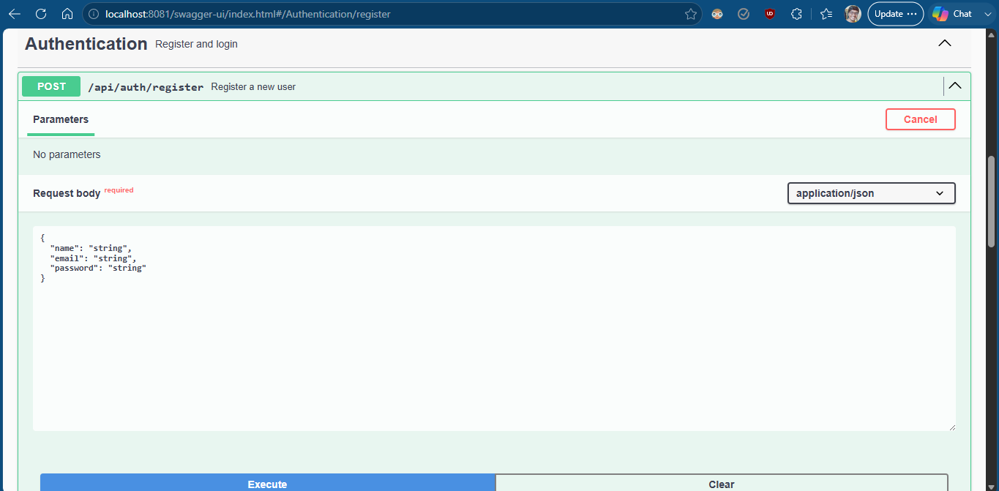 localhost:8081/swagger-ui/index.html#/Authentication/register
UD
Update
Chat
Authentication Register and login
POST /api/auth/register Register a new user
Parameters
Cancel
No parameters
Request body required
application/json
{
  "name": "string",
  "email": "string",
  "password": "string"
}
Execute
Clear